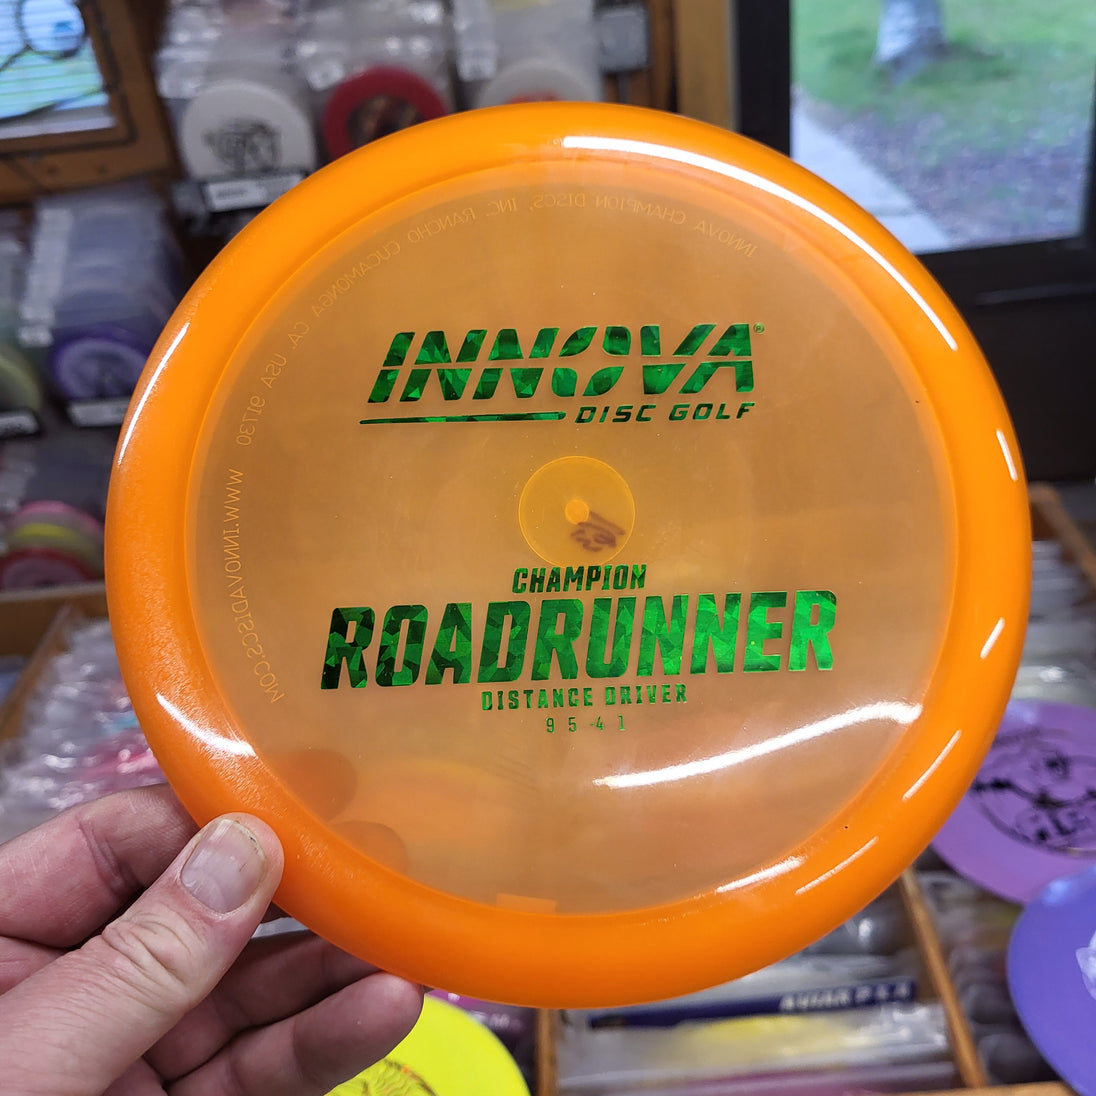 INNOVA®
DISC GOLF
CHAMPION
ROADRUNNER
DISTANCE DRIVER
9 5 -4 1
INNOVA CHAMPION DISCS, INC. RANCHO CUCAMONGA CA. USA 91730 WWW.INNOVADISCS.COM